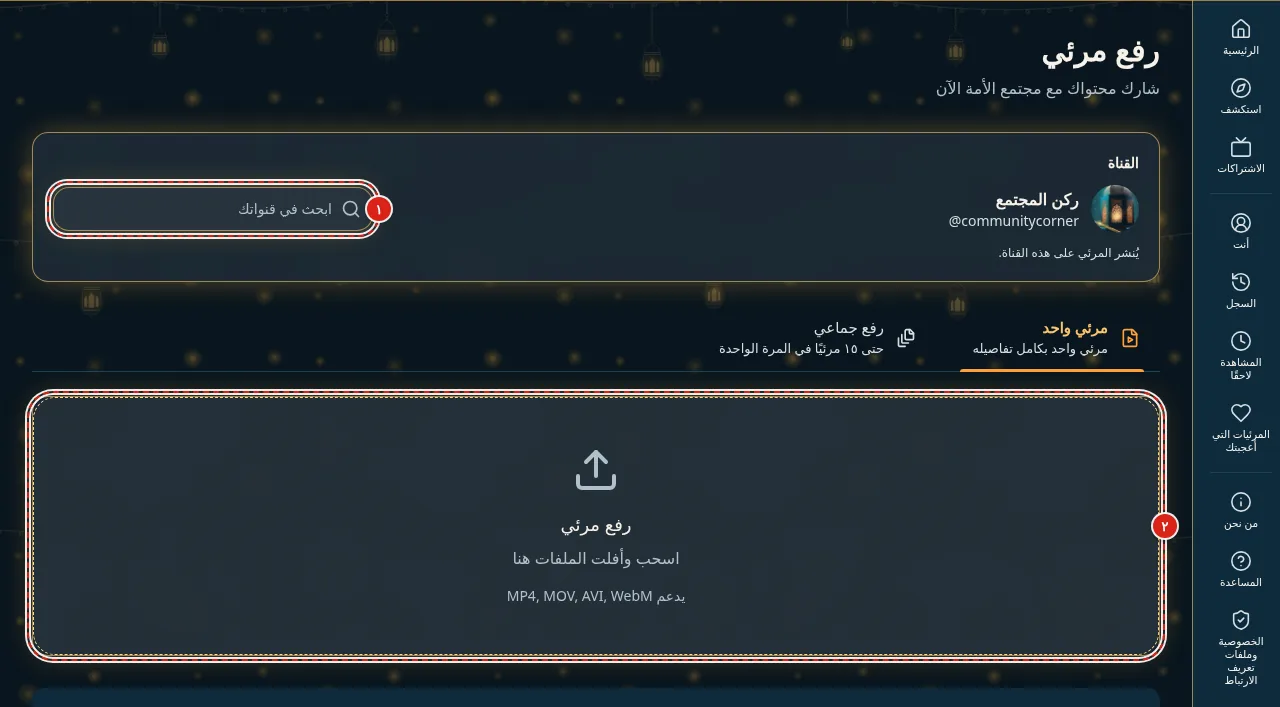 رفع مرئي
شارك محتواك مع مجتمع الأمة الآن
القناة
ركن المجتمع
@communitycorner
يُنشر المرئي على هذه القناة.
ابحث في قنواتك
١
مرئي واحد
مرئي واحد بكامل تفاصيله
رفع جماعي
حتى ١٥ مرئيًا في المرة الواحدة
رفع مرئي
اسحب وأفلت الملفات هنا
يدعم MP4, MOV, AVI, WebM
٢
الرئيسية
استكشف
الاشتراكات
أنت
السجل
المشاهدة
لاحقًا
المرئيات التي
أعجبتك
من نحن
المساعدة
الخصوصية
وملفات
تعريف
الارتباط